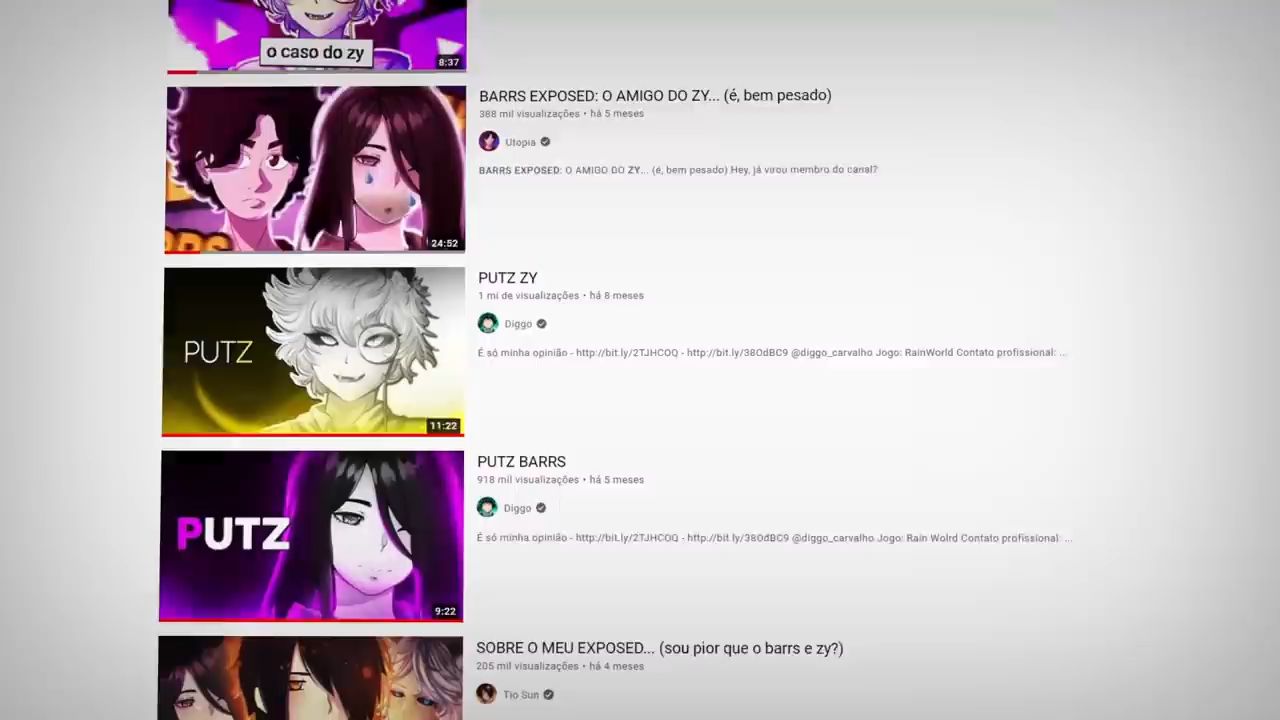 o caso do zy
8:37
BARRS EXPOSED: O AMIGO DO ZY... (é, bem pesado)
388 mil visualizações • há 5 meses
Utopia
BARRS EXPOSED: O AMIGO DO ZY... (é, bem pesado) Hey, já virou membro do canal?
24:52
PUTZ ZY
1 mi de visualizações • há 8 meses
Diggo
PUTZ
É só minha opinião - http://bit.ly/2TJHCOQ - http://bit.ly/38OdBC9 @diggo_carvalho Jogo: RainWorld Contato profissional: ...
11:22
PUTZ BARRS
918 mil visualizações • há 5 meses
Diggo
PUTZ
É só minha opinião - http://bit.ly/2TJHCOQ - http://bit.ly/38OdBC9 @diggo_carvalho Jogo: Rain Wolrd Contato profissional: ...
9:22
SOBRE O MEU EXPOSED... (sou pior que o barrs e zy?)
205 mil visualizações • há 4 meses
Tio Sun